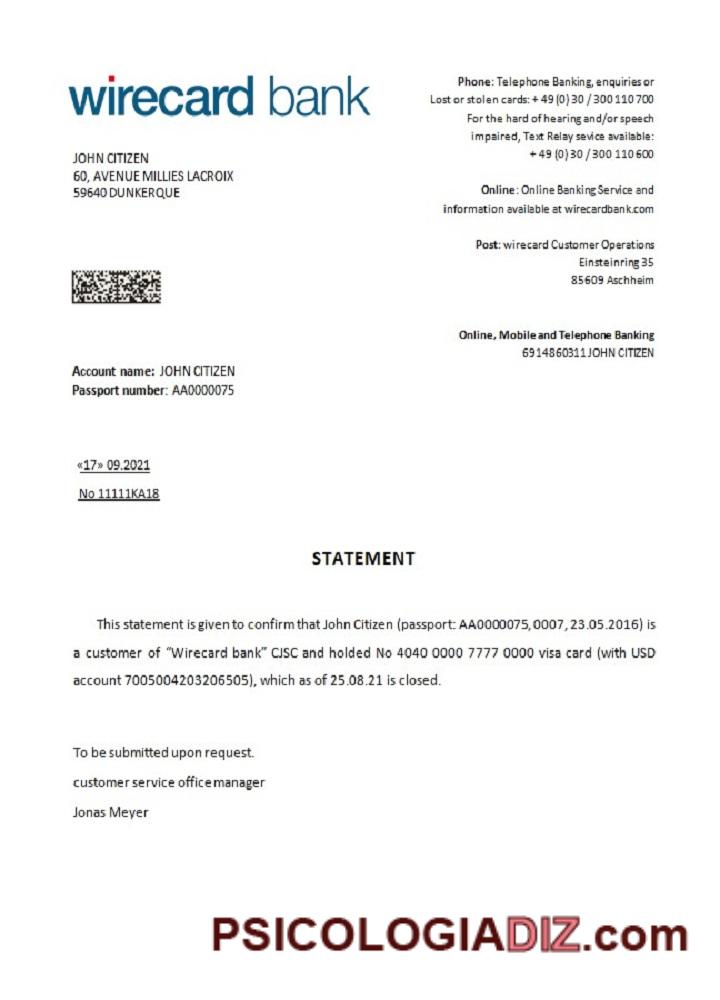 wirecard bank
JOHN CITIZEN
60, AVENUE MILLIES LACROIX
59640 DUNKERQUE
Phone: Telephone Banking, enquiries or
Lost or stolen cards: + 49 (0) 30 / 300 110 700
For the hard of hearing and/or speech
impaired, Text Relay sevice available:
+ 49 (0) 30 / 300 110 600
Online: Online Banking Service and
information available at wirecardbank.com
Post: wirecard Customer Operations
Einsteinring 35
85609 Aschheim
Online, Mobile and Telephone Banking
6914860311 JOHN CITIZEN
Account name: JOHN CITIZEN
Passport number: AA0000075
«17» 09.2021
No 11111KA18
STATEMENT
This statement is given to confirm that John Citizen (passport: AA0000075, 0007, 23.05.2016) is
a customer of “Wirecard bank” CJSC and holded No 4040 0000 7777 0000 visa card (with USD
account 7005004203206505), which as of 25.08.21 is closed.
To be submitted upon request.
customer service office manager
Jonas Meyer
PSICOLOGIADIZ.com